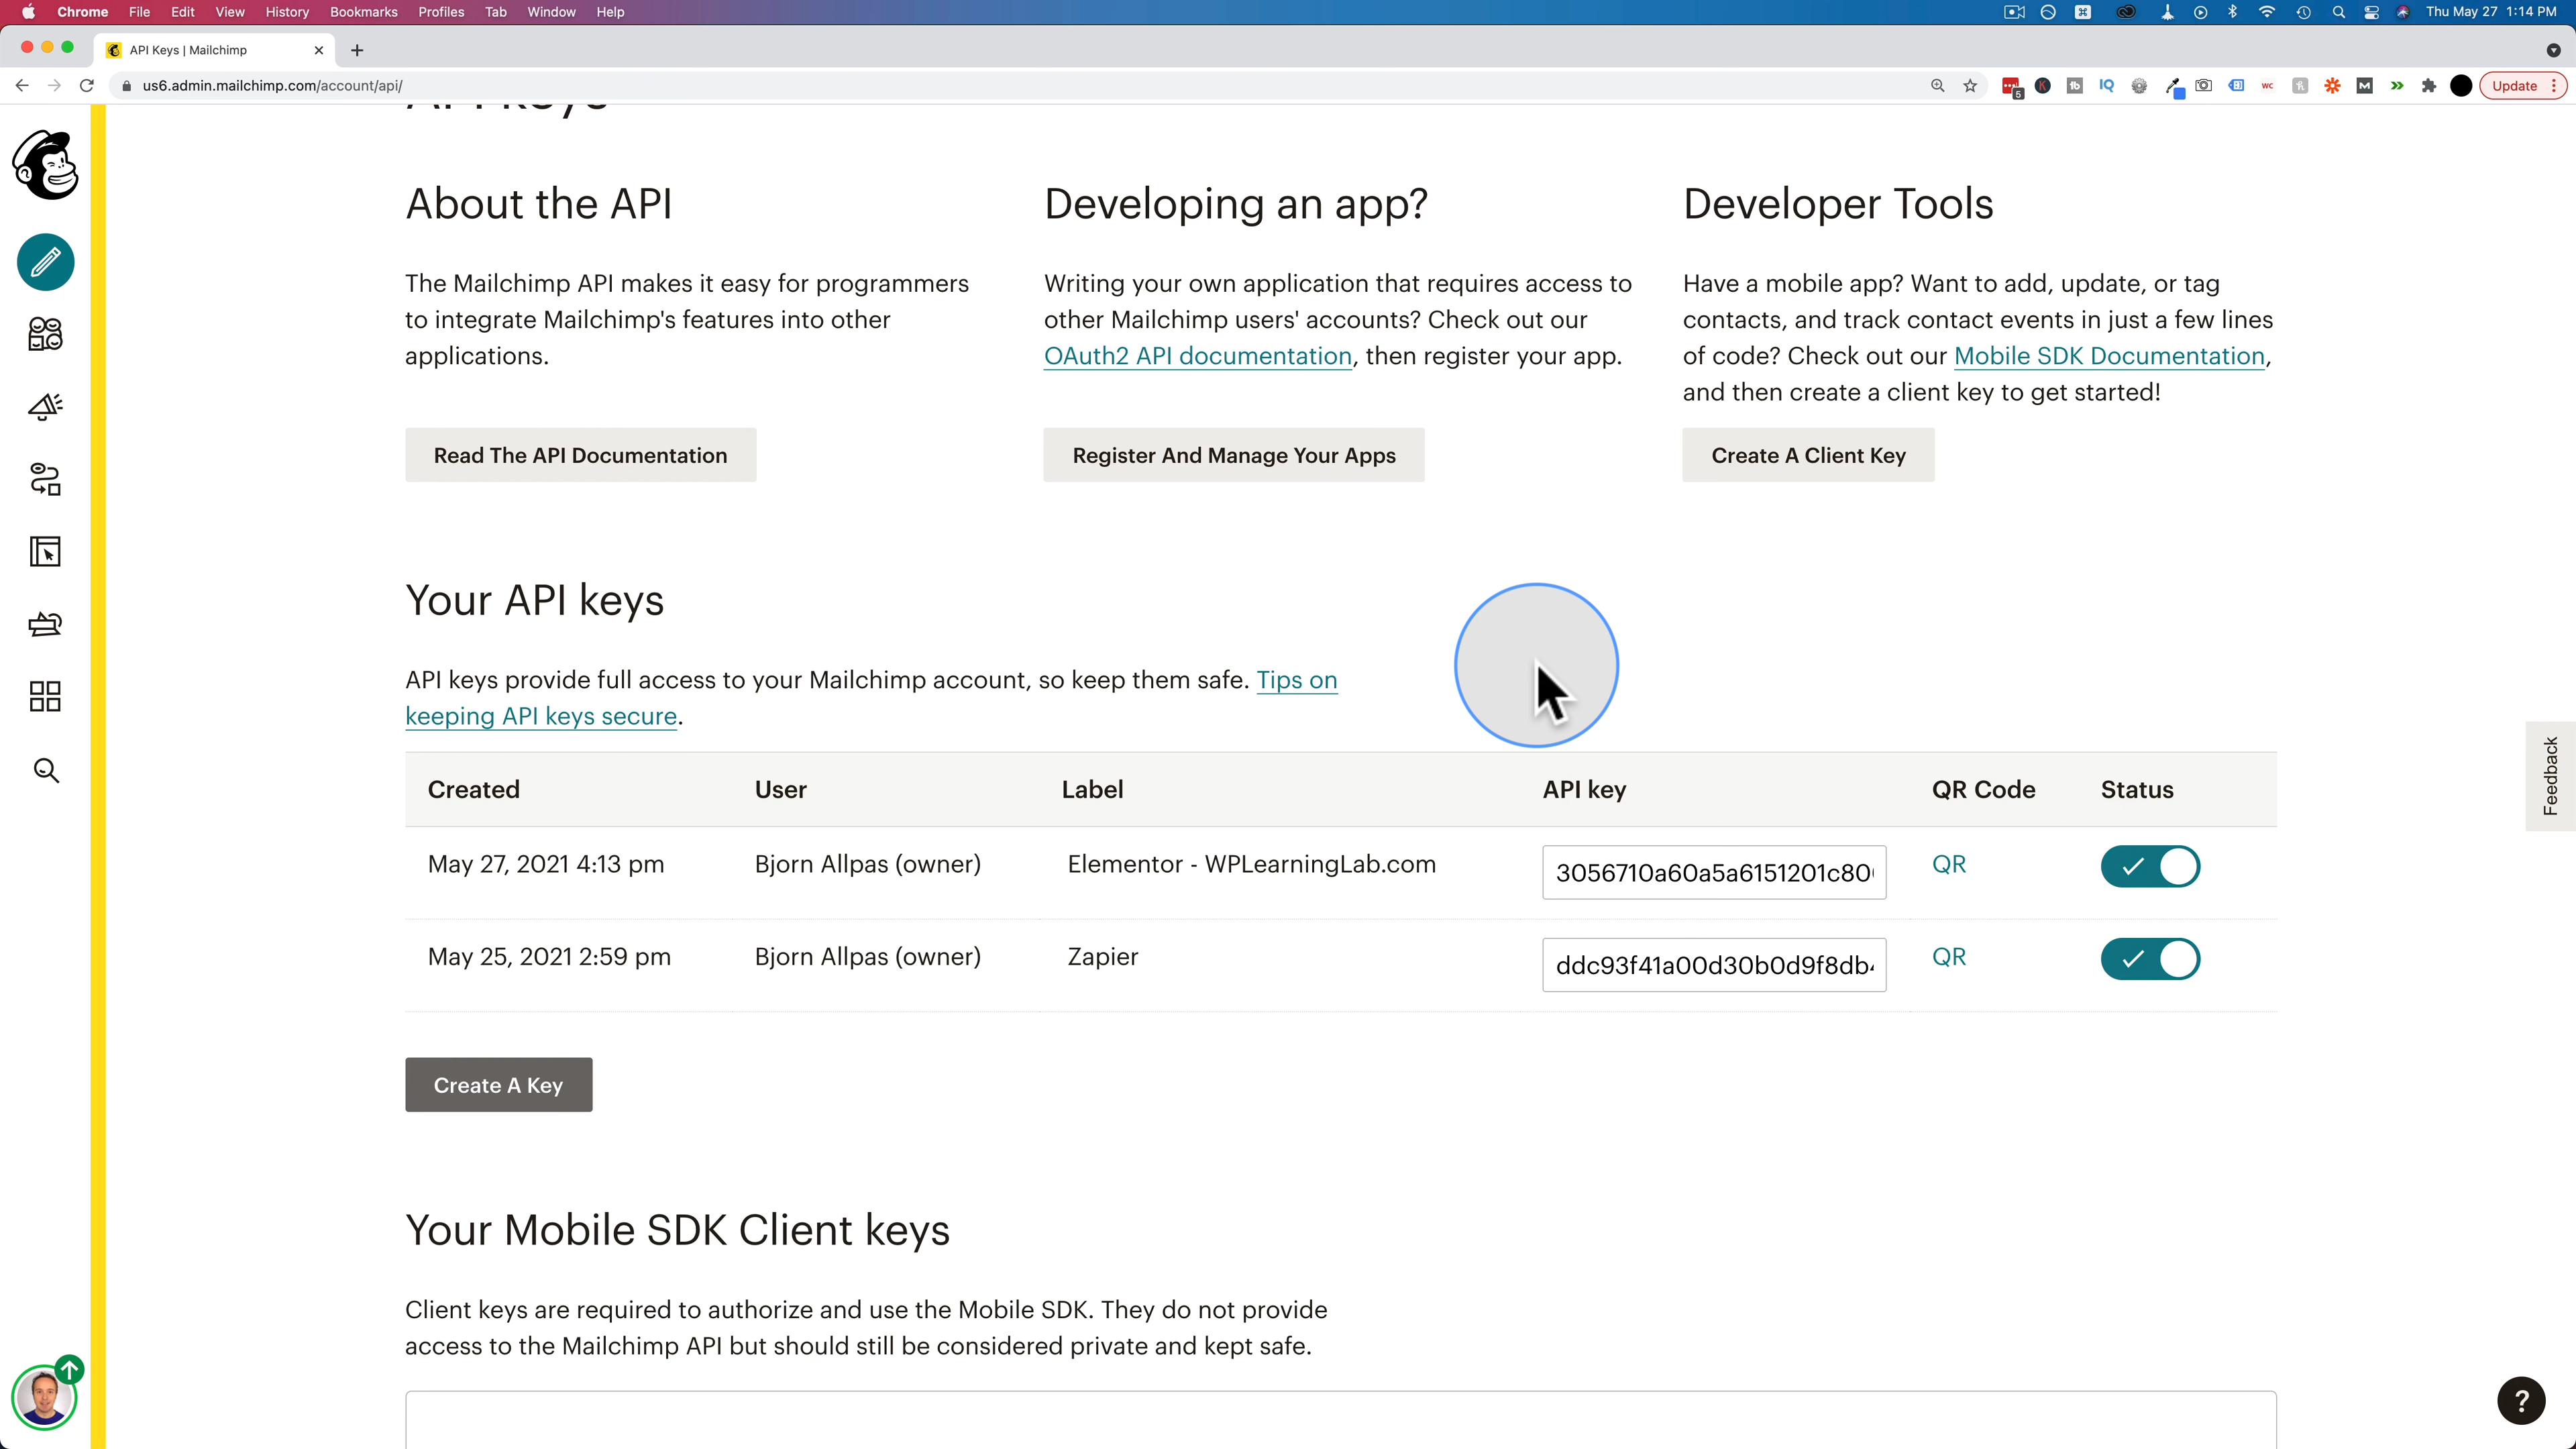 Chrome File Edit View History Bookmarks Profiles Tab Window Help Thu May 27 1:14 PM
API Keys | Mailchimp
us6.admin.mailchimp.com/account/api/
Update
API keys
About the API
The Mailchimp API makes it easy for programmers
to integrate Mailchimp's features into other
applications.
Read The API Documentation
Developing an app?
Writing your own application that requires access to
other Mailchimp users' accounts? Check out our
OAuth2 API documentation, then register your app.
Register And Manage Your Apps
Developer Tools
Have a mobile app? Want to add, update, or tag
contacts, and track contact events in just a few lines
of code? Check out our Mobile SDK Documentation,
and then create a client key to get started!
Create A Client Key
Your API keys
API keys provide full access to your Mailchimp account, so keep them safe. Tips on
keeping API keys secure.
Created User Label API key QR Code Status
May 27, 2021 4:13 pm Bjorn Allpas (owner) Elementor - WPLearningLab.com 3056710a60a5a6151201c80 QR
May 25, 2021 2:59 pm Bjorn Allpas (owner) Zapier ddc93f41a00d30b0d9f8db QR
Create A Key
Your Mobile SDK Client keys
Client keys are required to authorize and use the Mobile SDK. They do not provide
access to the Mailchimp API but should still be considered private and kept safe.
Feedback
?